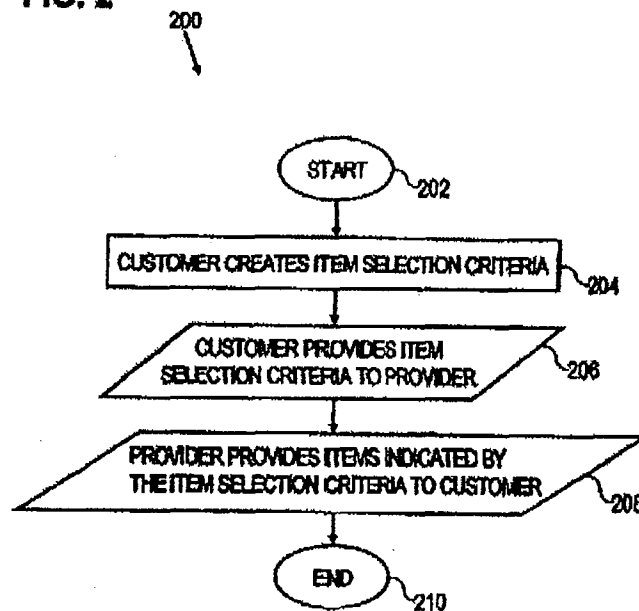 200
START
202
CUSTOMER CREATES ITEM SELECTION CRITERIA
204
CUSTOMER PROVIDES ITEM
SELECTION CRITERIA TO PROVIDER
206
PROVIDER PROVIDES ITEMS INDICATED BY
THE ITEM SELECTION CRITERIA TO CUSTOMER
208
END
210